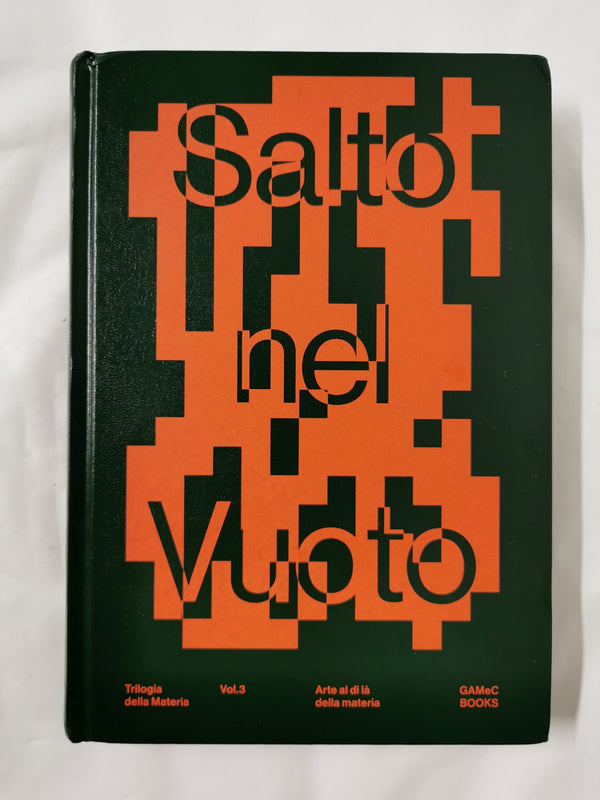 Salto
nel
Vuoto
Trilogia
della Materia
Vol.3
Arte al di là
della materia
GAMeC
BOOKS